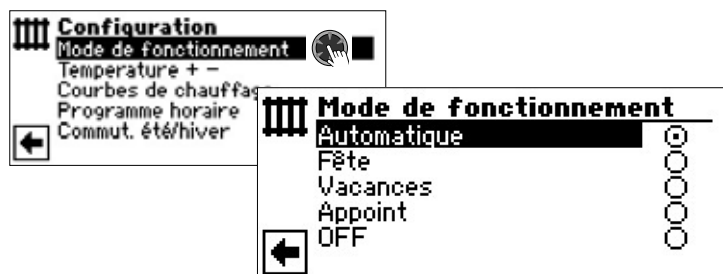 Configuration
Mode de fonctionnement
Temperature + -
Courbes de chauffage
Programme horaire
Commut. été/hiver
Mode de fonctionnement
Automatique
Fête
Vacances
Appoint
OFF